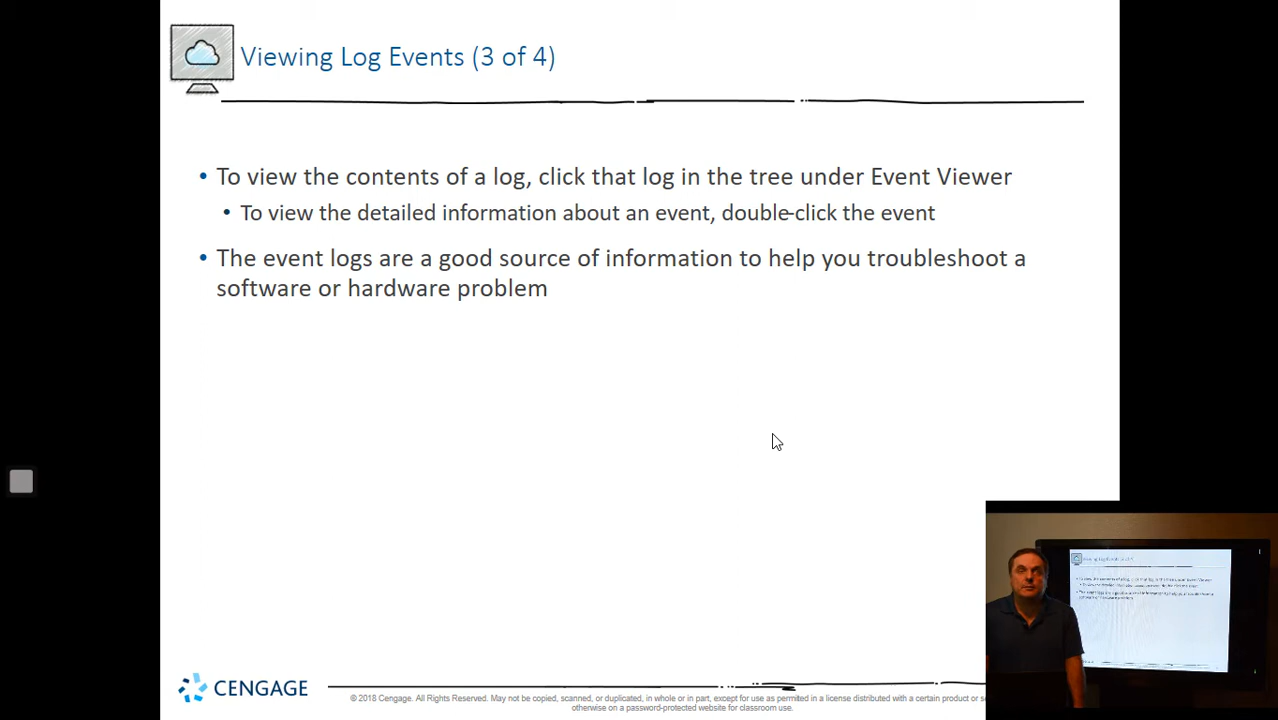 Viewing Log Events (3 of 4)
• To view the contents of a log, click that log in the tree under Event Viewer
• To view the detailed information about an event, double-click the event
• The event logs are a good source of information to help you troubleshoot a
software or hardware problem
CENGAGE
© 2018 Cengage. All Rights Reserved. May not be copied, scanned, or duplicated, in whole or in part, except for use as permitted in a license distributed with a certain product or
otherwise on a password-protected website for classroom use.